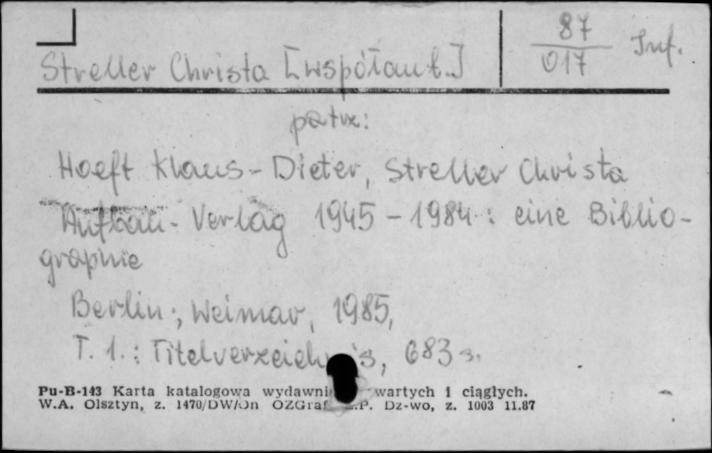 87
Streller Christa [współaut.] 017 Inf.
patrz:
Hoeft Klaus-Dieter, Streller Christa
Aufbau-Verlag 1945-1984: eine Biblio-
graphie
Berlin; Weimar, 1985,
T. 1.: Titelverzeichnis, 683 s.
Pu-B-143 Karta katalogowa wartych i ciągłych.
W.A. Olsztyn, z. 1470/DW/On OZGraf Dz-wo, z. 1003 11.87